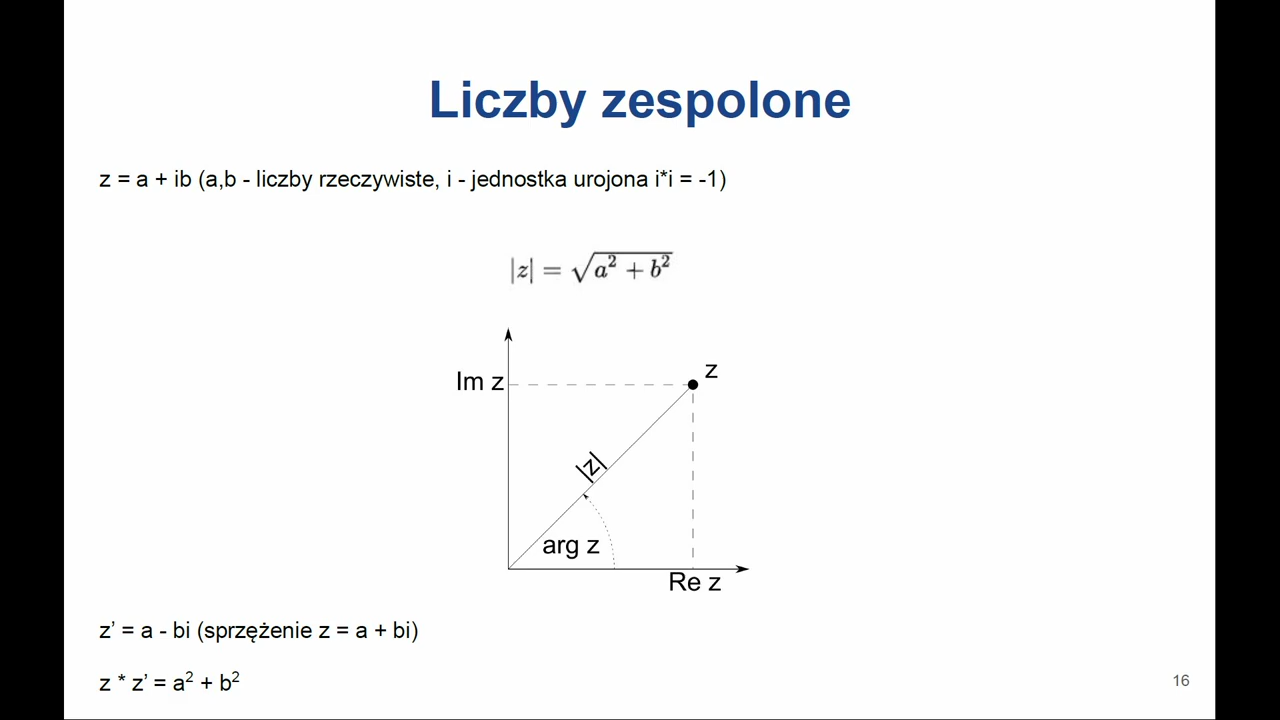 Liczby zespolone
z = a + ib (a,b - liczby rzeczywiste, i - jednostka urojona i*i = -1)
|z| = √(a² + b²)
Im z
z
|z|
arg z
Re z
z’ = a - bi (sprzężenie z = a + bi)
z * z’ = a² + b²
16